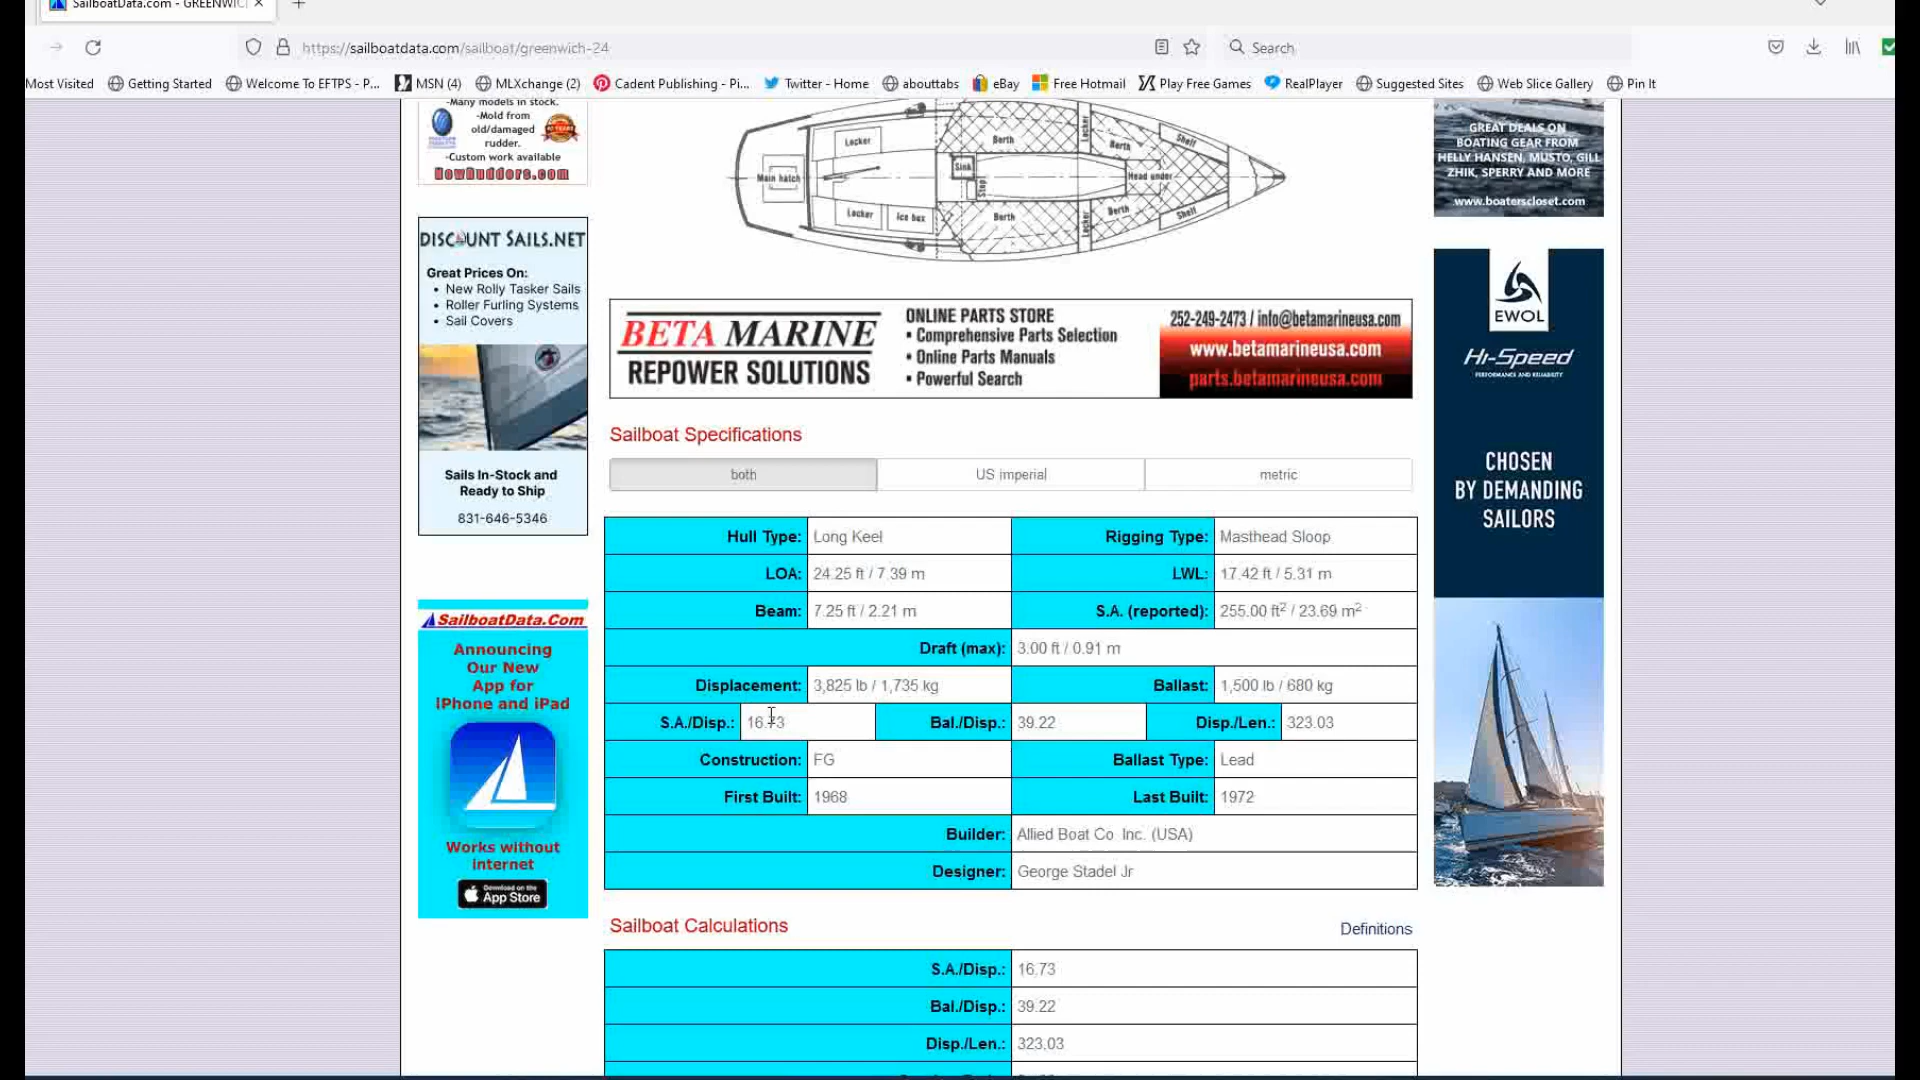 SailboatData.com - GREENWIC
https://sailboatdata.com/sailboat/greenwich-24
Search
Most Visited
Getting Started
Welcome To EFTPS - P...
MSN (4)
MLXchange (2)
Cadent Publishing - Pi...
Twitter - Home
abouttabs
eBay
Free Hotmail
Play Free Games
RealPlayer
Suggested Sites
Web Slice Gallery
Pin It
-Many models in stock.
-Mold from
old/damaged
rudder.
-Custom work available
NewRudders.com
DISCOUNT SAILS.NET
Great Prices On:
• New Rolly Tasker Sails
• Roller Furling Systems
• Sail Covers
Sails In-Stock and
Ready to Ship
831-646-5346
SailboatData.Com
Announcing
Our New
App for
iPhone and iPad
Works without
internet
Download on the
App Store
Locker
Berth
Locker
Berth
Shelf
Main hatch
Sink
Step
Head under
Locker
Ice box
Berth
Locker
Berth
Shelf
BETA MARINE
REPOWER SOLUTIONS
ONLINE PARTS STORE
• Comprehensive Parts Selection
• Online Parts Manuals
• Powerful Search
252-249-2473 / info@betamarineusa.com
www.betamarineusa.com
parts.betamarineusa.com
Sailboat Specifications
both
US imperial
metric
Hull Type: Long Keel Rigging Type: Masthead Sloop
LOA: 24.25 ft / 7.39 m LWL: 17.42 ft / 5.31 m
Beam: 7.25 ft / 2.21 m S.A. (reported): 255.00 ft² / 23.69 m²
Draft (max): 3.00 ft / 0.91 m
Displacement: 3,825 lb / 1,735 kg Ballast: 1,500 lb / 680 kg
S.A./Disp.: 16.73 Bal./Disp.: 39.22 Disp./Len.: 323.03
Construction: FG Ballast Type: Lead
First Built: 1968 Last Built: 1972
Builder: Allied Boat Co. Inc. (USA)
Designer: George Stadel Jr
Sailboat Calculations
Definitions
S.A./Disp.: 16.73
Bal./Disp.: 39.22
Disp./Len.: 323.03
GREAT DEALS ON
BOATING GEAR FROM
HELLY HANSEN, MUSTO, GILL
ZHIK, SPERRY AND MORE
www.boaterscloset.com
EWOL
Hi-Speed
PERFORMANCE AND RELIABILITY
CHOSEN
BY DEMANDING
SAILORS